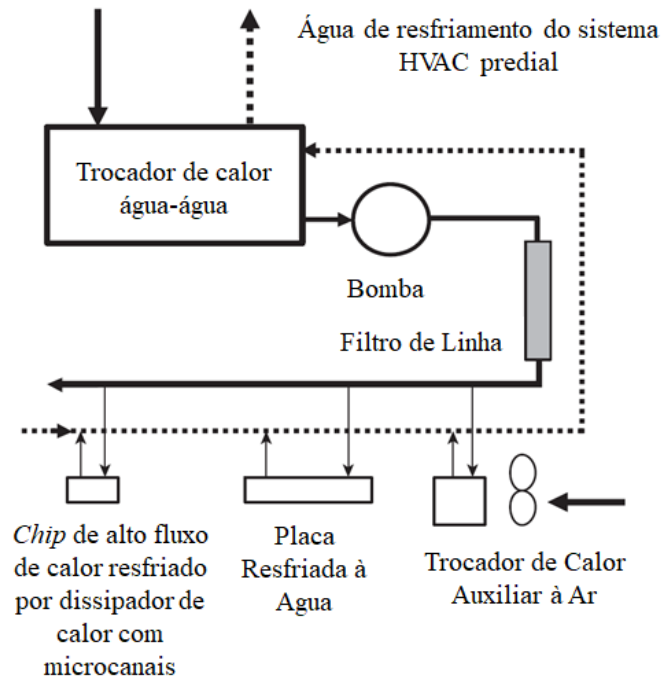 Água de resfriamento do sistema
HVAC predial
Trocador de calor
água-água
Bomba
Filtro de Linha
Chip de alto fluxo
de calor resfriado
por dissipador de
calor com
microcanais
Placa
Resfriada à
Agua
Trocador de Calor
Auxiliar à Ar